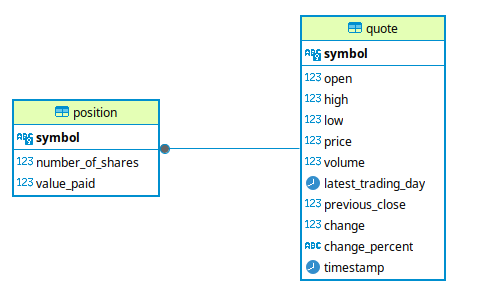 position
ABC symbol
123 number_of_shares
123 value_paid
quote
ABC symbol
123 open
123 high
123 low
123 price
123 volume
latest_trading_day
123 previous_close
123 change
ABC change_percent
timestamp